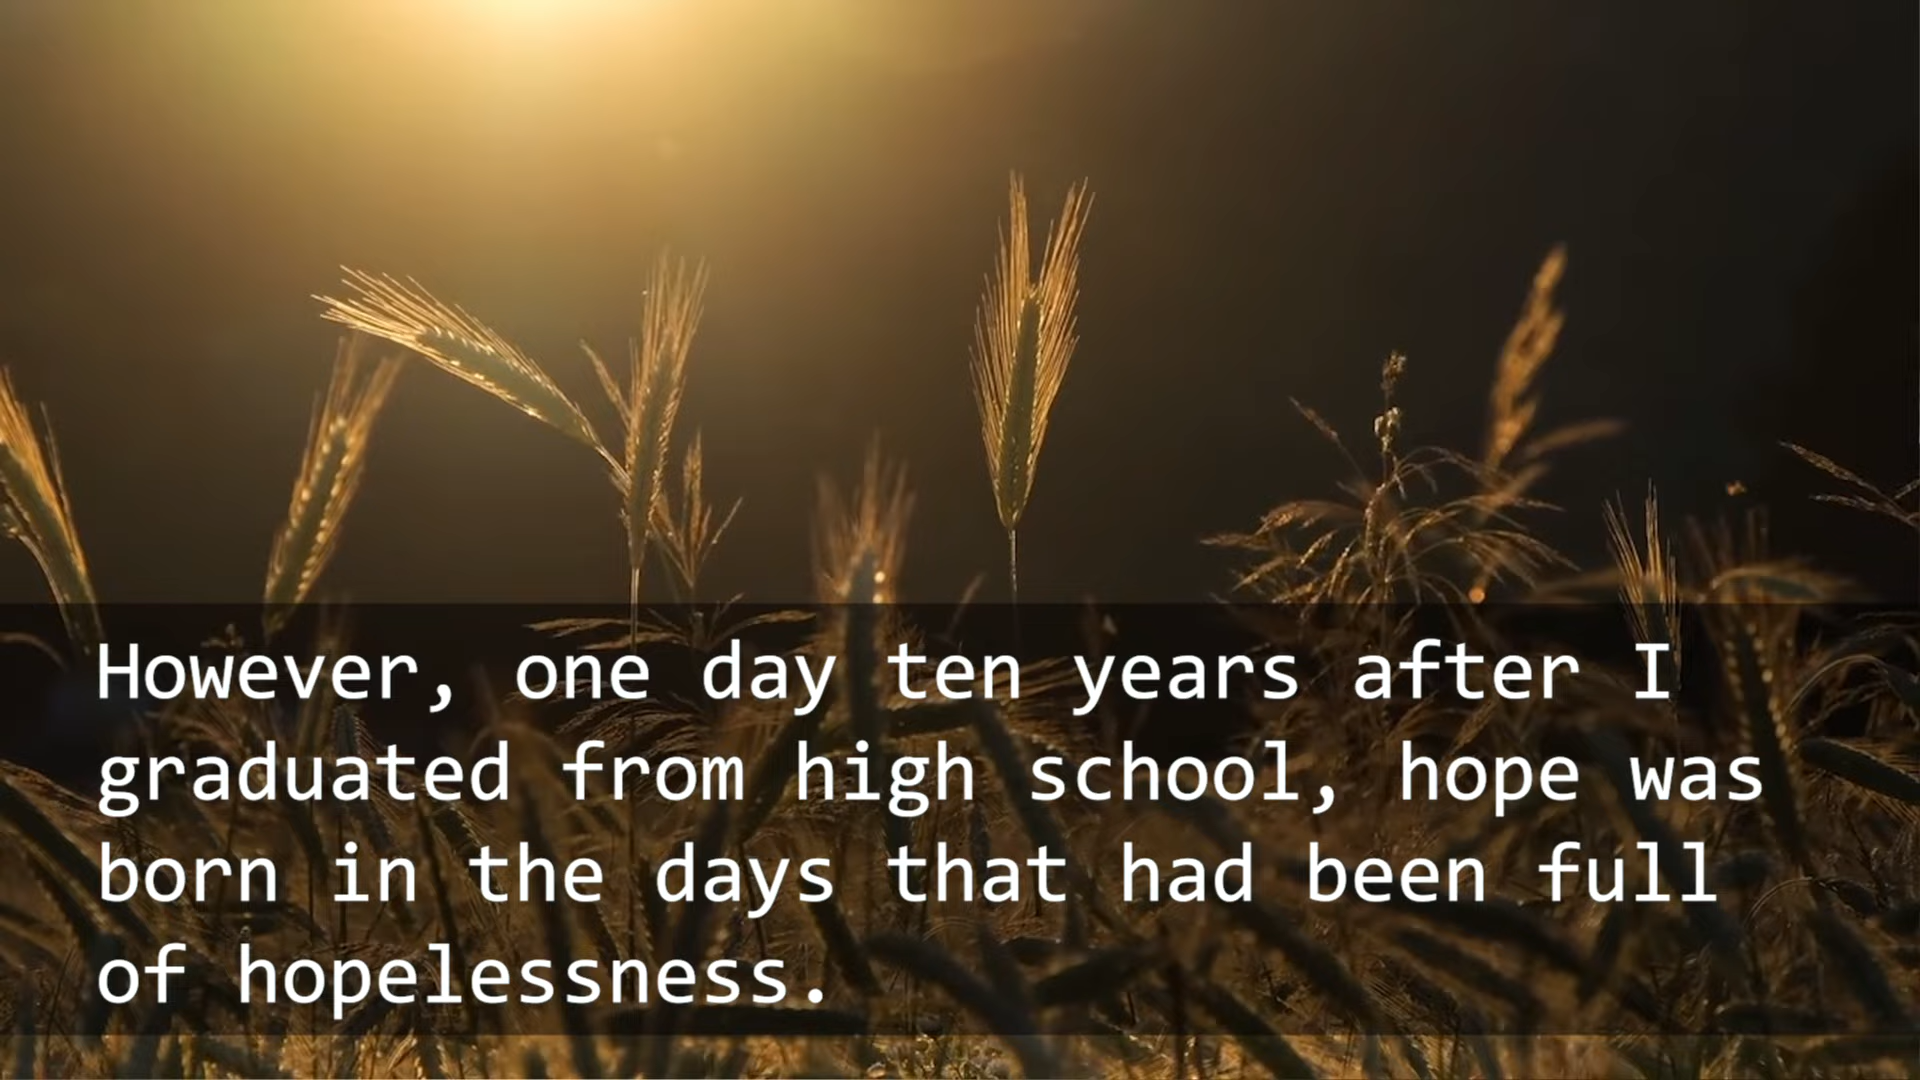 However, one day ten years after I
graduated from high school, hope was
born in the days that had been full
of hopelessness.